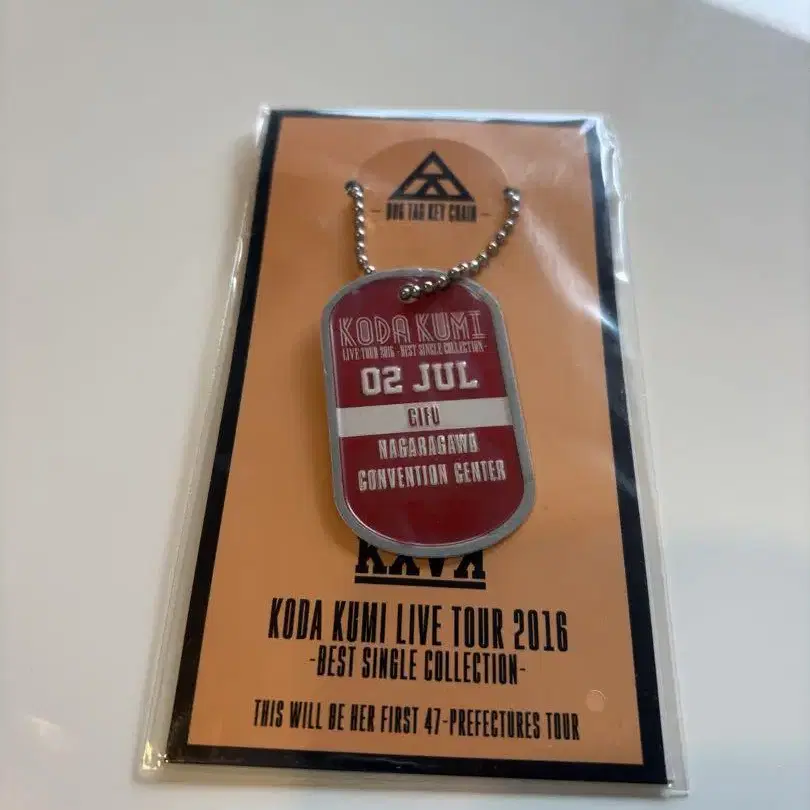 - DOG TAG KEY CHAIN -
KODA KUMI
LIVE TOUR 2016 -BEST SINGLE COLLECTION-
02 JUL
GIFU
NAGARAGAWA
CONVENTION CENTER
KODA KUMI LIVE TOUR 2016
-BEST SINGLE COLLECTION-
THIS WILL BE HER FIRST 47-PREFECTURES TOUR